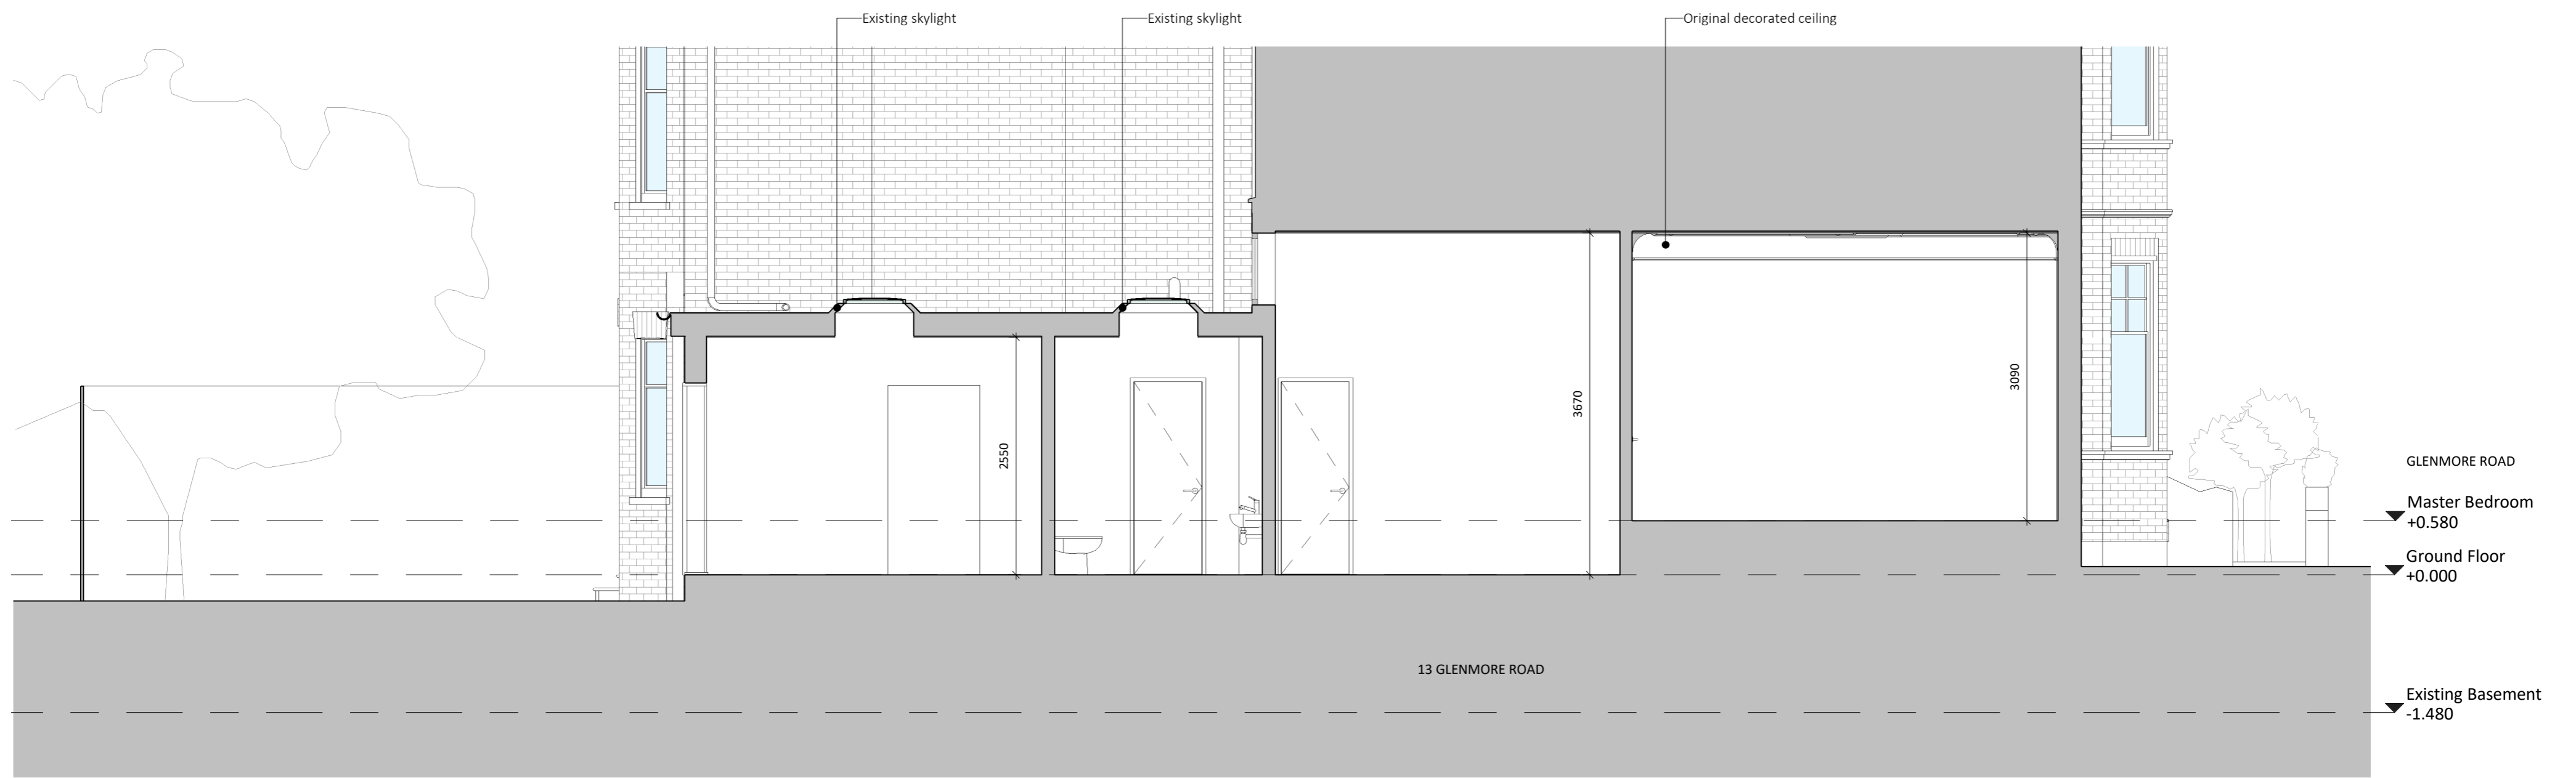 Existing skylight
Existing skylight
Original decorated ceiling
2550
3670
3090
GLENMORE ROAD
Master Bedroom
+0.580
Ground Floor
+0.000
13 GLENMORE ROAD
Existing Basement
-1.480